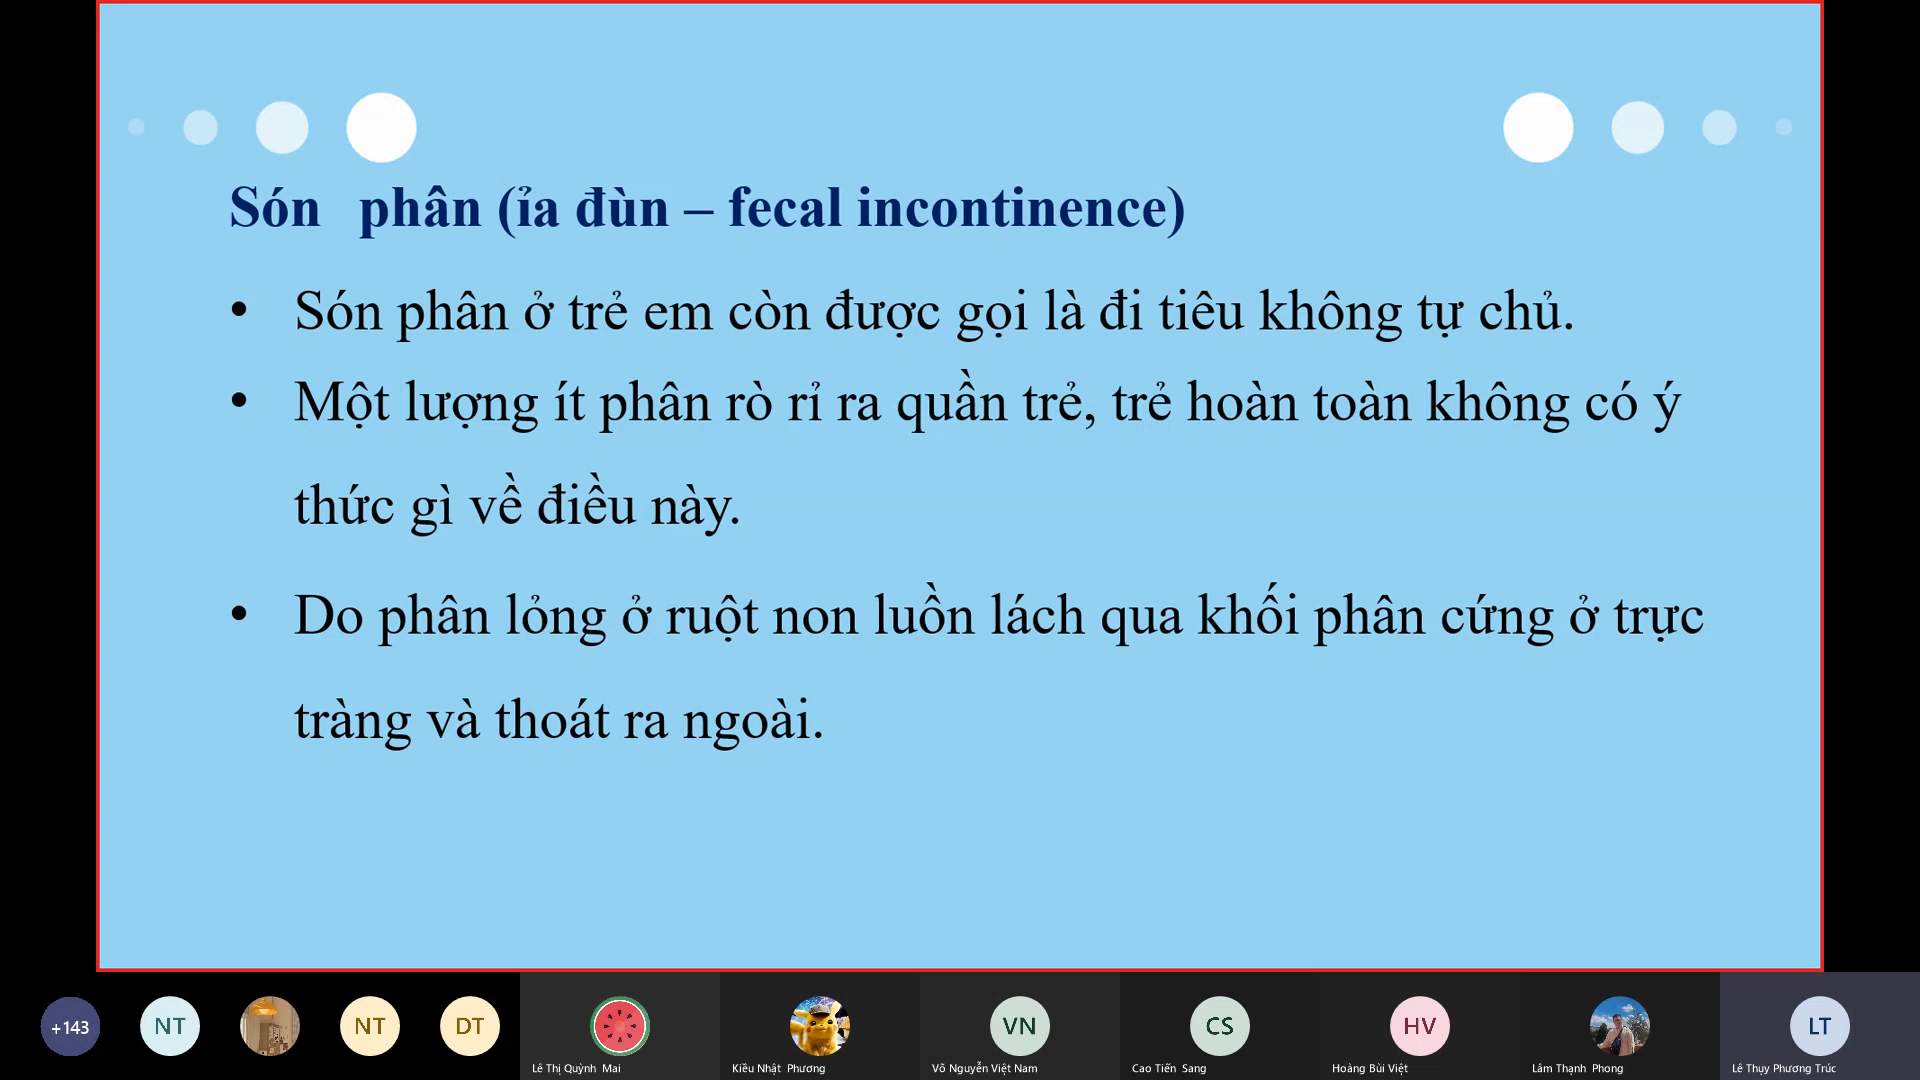 Són phân (ỉa đùn – fecal incontinence)
• Són phân ở trẻ em còn được gọi là đi tiêu không tự chủ.
• Một lượng ít phân rò rỉ ra quần trẻ, trẻ hoàn toàn không có ý
thức gì về điều này.
• Do phân lỏng ở ruột non luồn lách qua khối phân cứng ở trực
tràng và thoát ra ngoài.
+143
NT
NT
DT
VN
CS
HV
LT
Lê Thị Quỳnh Mai
Kiều Nhật Phương
Võ Nguyễn Việt Nam
Cao Tiến Sang
Hoàng Bùi Việt
Lâm Thạnh Phong
Lê Thụy Phương Trúc